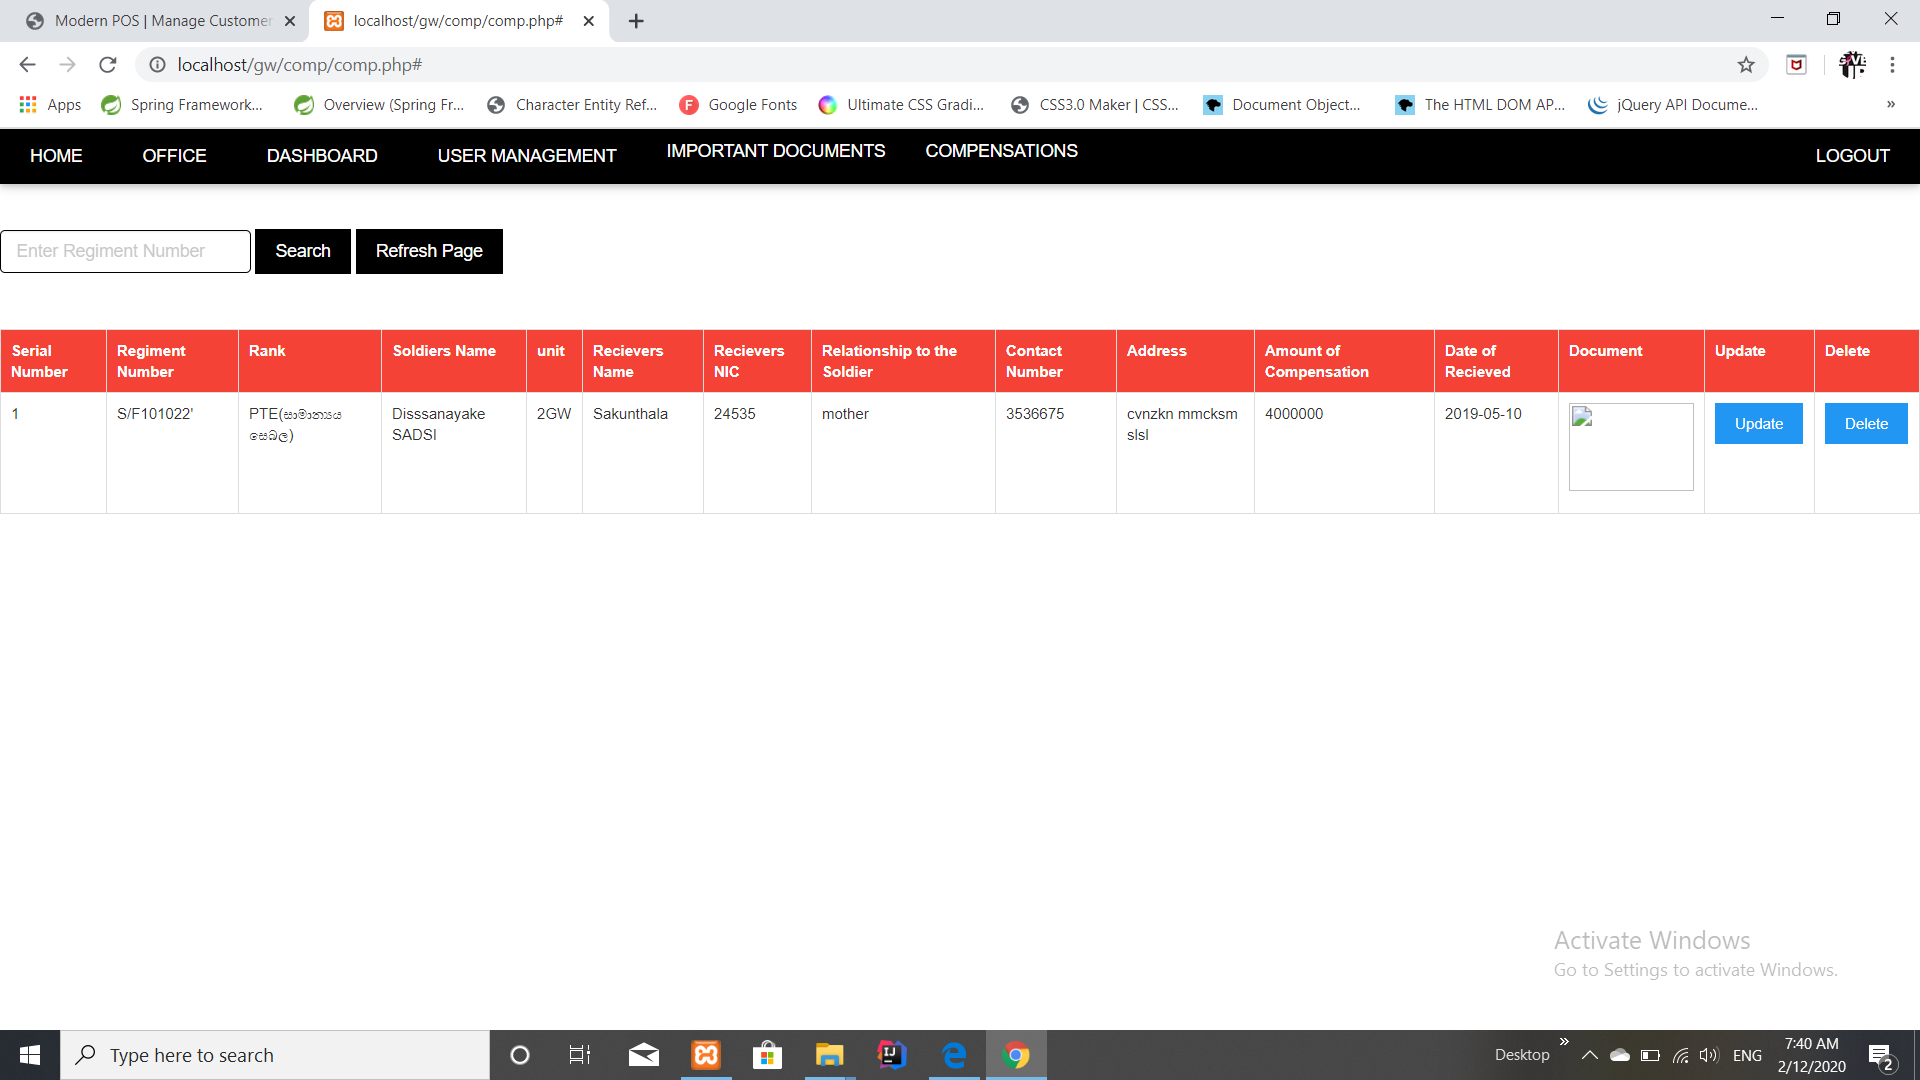 Modern POS | Manage Customer
localhost/gw/comp/comp.php#
localhost/gw/comp/comp.php#
Apps Spring Framework... Overview (Spring Fr... Character Entity Ref... Google Fonts Ultimate CSS Gradi... CSS3.0 Maker | CSS... Document Object... The HTML DOM AP... jQuery API Docume... »
HOME OFFICE DASHBOARD USER MANAGEMENT IMPORTANT DOCUMENTS COMPENSATIONS LOGOUT
Enter Regiment Number Search Refresh Page
Serial Number Regiment Number Rank Soldiers Name unit Recievers Name Recievers NIC Relationship to the Soldier Contact Number Address Amount of Compensation Date of Recieved Document Update Delete
1 S/F101022' PTE(සාමාන්‍යය සෙබල) Disssanayake SADSI 2GW Sakunthala 24535 mother 3536675 cvnzkn mmcksm slsl 4000000 2019-05-10 Update Delete
Activate Windows
Go to Settings to activate Windows.
Type here to search
Desktop » ENG
7:40 AM
2/12/2020
2